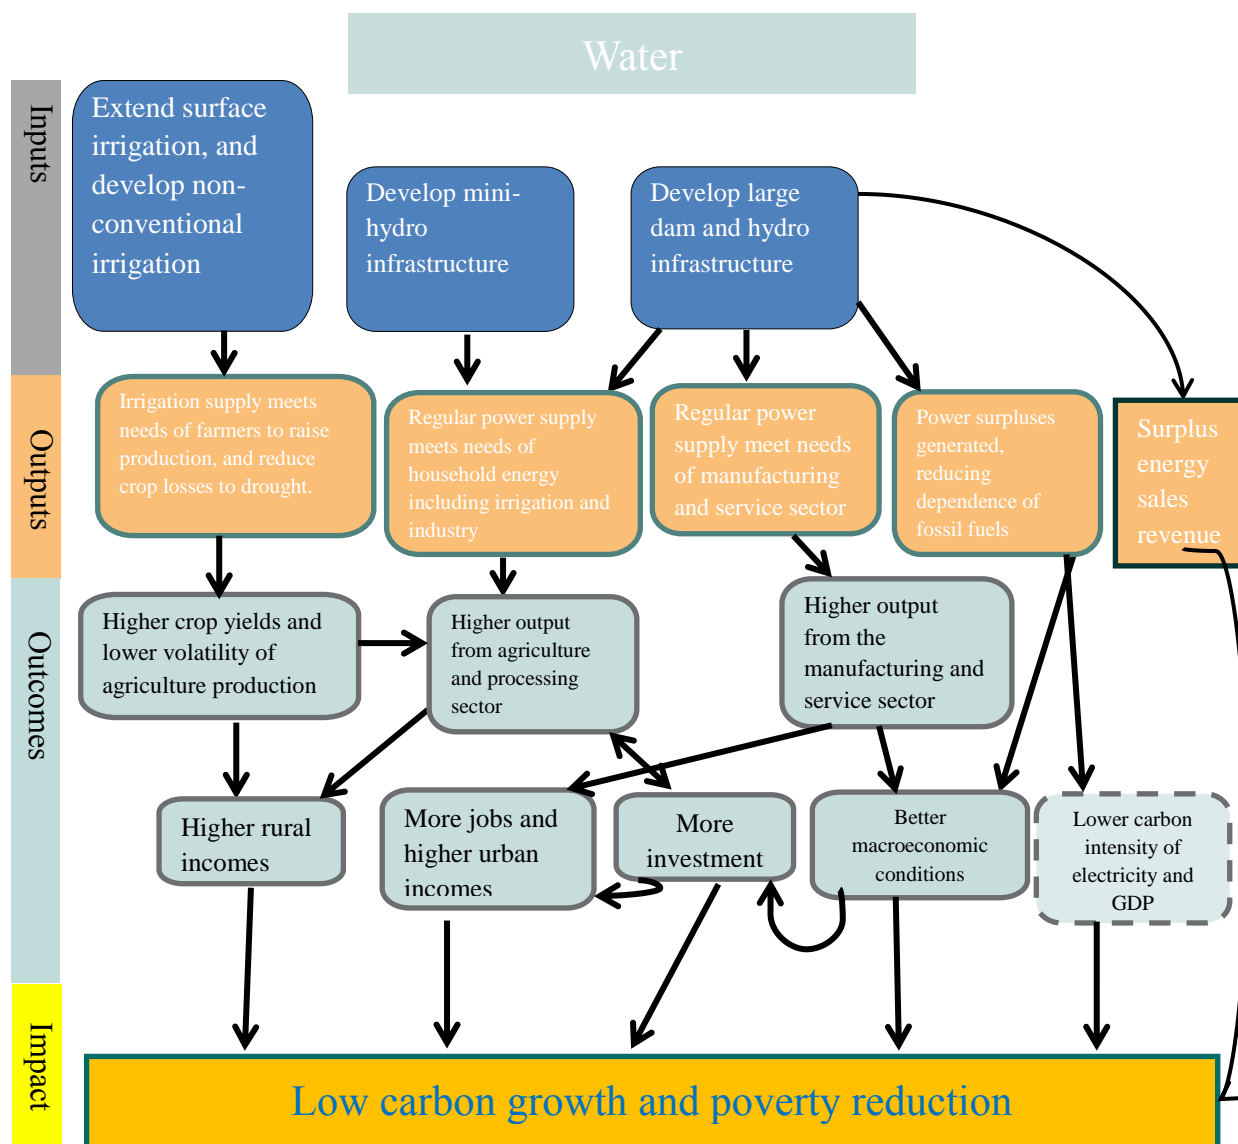 Water
Inputs
Extend surface
irrigation, and
develop non-
conventional
irrigation
Develop mini-
hydro
infrastructure
Develop large
dam and hydro
infrastructure
Outputs
Irrigation supply meets
needs of farmers to raise
production, and reduce
crop losses to drought.
Regular power supply
meets needs of
household energy
including irrigation and
industry
Regular power
supply meet needs
of manufacturing
and service sector
Power surpluses
generated,
reducing
dependence of
fossil fuels
Surplus
energy
sales
revenue
Outcomes
Higher crop yields and
lower volatility of
agriculture production
Higher output
from agriculture
and processing
sector
Higher output
from the
manufacturing and
service sector
Higher rural
incomes
More jobs and
higher urban
incomes
More
investment
Better
macroeconomic
conditions
Lower carbon
intensity of
electricity and
GDP
Impact
Low carbon growth and poverty reduction